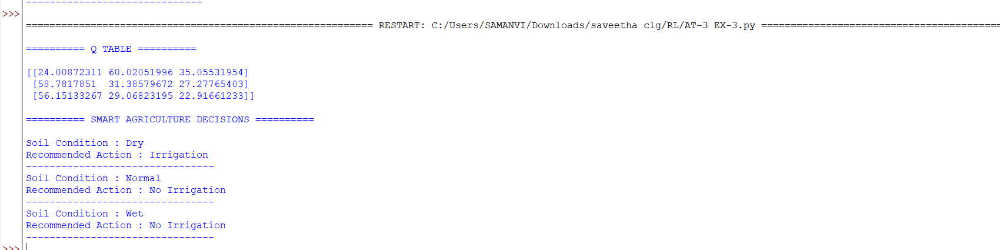 -------------------------------
>>>
=========================================================== RESTART: C:/Users/SAMANVI/Downloads/saveetha clg/RL/AT-3 EX-3.py =========================================
========== Q TABLE ==========
[[24.00872311 60.02051996 35.05531954]
 [58.7817851  31.38579672 27.27765403]
 [56.15133267 29.06823195 22.91661233]]
========== SMART AGRICULTURE DECISIONS ==========
Soil Condition : Dry
Recommended Action : Irrigation
--------------------------------
Soil Condition : Normal
Recommended Action : No Irrigation
--------------------------------
Soil Condition : Wet
Recommended Action : No Irrigation
--------------------------------
>>>